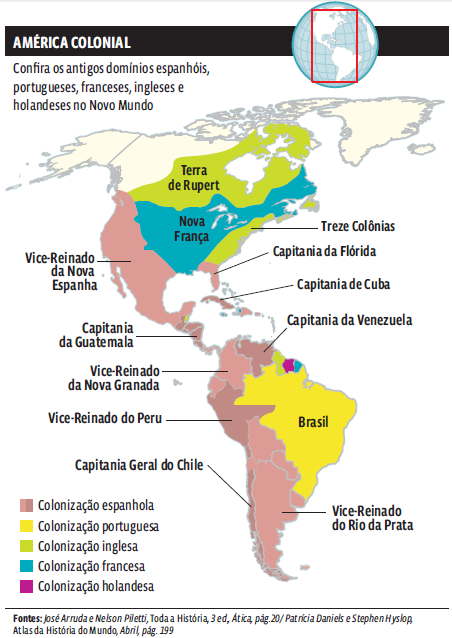 AMÉRICA COLONIAL
Confira os antigos domínios espanhóis,
portugueses, franceses, ingleses e
holandeses no Novo Mundo
Terra
de Rupert
Nova
França
Treze Colônias
Capitania da Flórida
Vice-Reinado
da Nova
Espanha
Capitania de Cuba
Capitania da Venezuela
Capitania
da Guatemala
Vice-Reinado
da Nova Granada
Vice-Reinado do Peru
Brasil
Capitania Geral do Chile
Vice-Reinado
do Rio da Prata
Colonização espanhola
Colonização portuguesa
Colonização inglesa
Colonização francesa
Colonização holandesa
Fontes: José Arruda e Nelson Piletti, Toda a História, 3 ed, Ática, pág.20/ Patrícia Daniels e Stephen Hyslop,
Atlas da História do Mundo, Abril, pág. 199